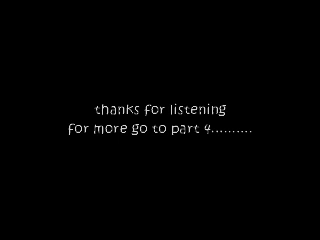 thanks for listening
for more go to part 4..........